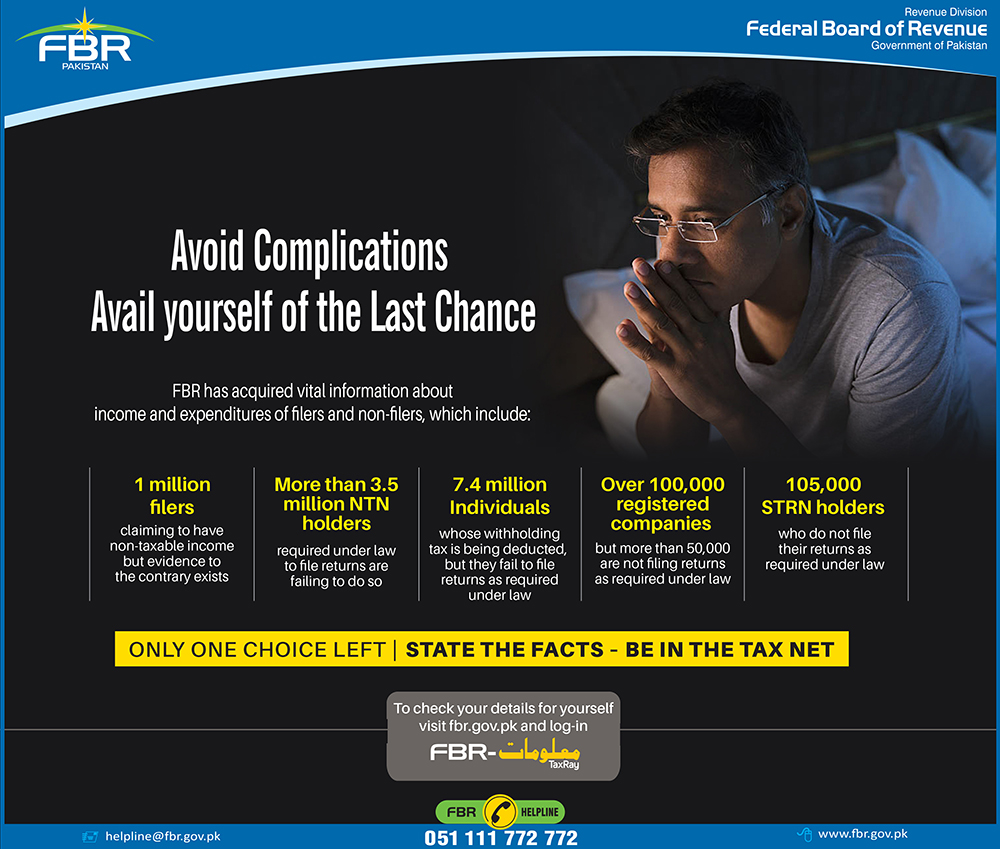 FBR
PAKISTAN
Revenue Division
Federal Board of Revenue
Government of Pakistan
Avoid Complications
Avail yourself of the Last Chance
FBR has acquired vital information about
income and expenditures of filers and non-filers, which include:
1 million
filers
claiming to have
non-taxable income
but evidence to
the contrary exists
More than 3.5
million NTN
holders
required under law
to file returns are
failing to do so
7.4 million
Individuals
whose withholding
tax is being deducted,
but they fail to file
returns as required
under law
Over 100,000
registered
companies
but more than 50,000
are not filing returns
as required under law
105,000
STRN holders
who do not file
their returns as
required under law
ONLY ONE CHOICE LEFT | STATE THE FACTS - BE IN THE TAX NET
To check your details for yourself
visit fbr.gov.pk and log-in
FBR-معلومات
TaxRay
FBR HELPLINE
helpline@fbr.gov.pk
051 111 772 772
www.fbr.gov.pk